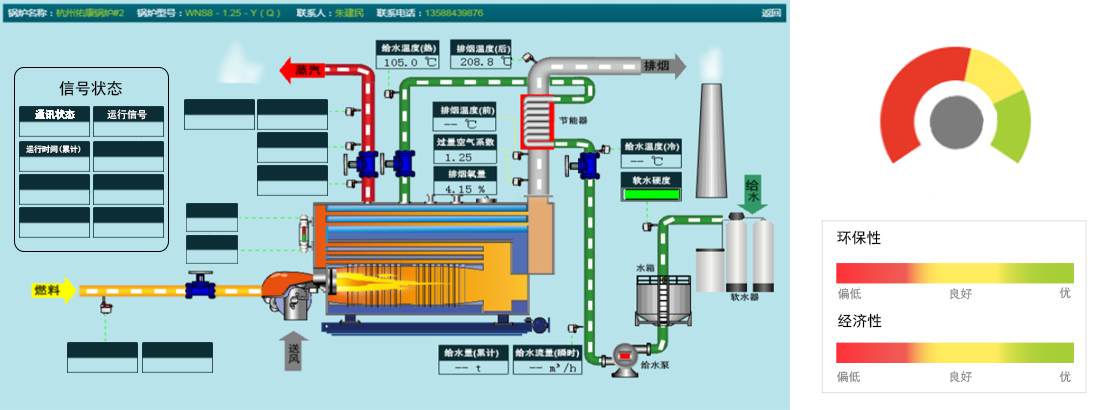 锅炉名称：杭州佑康锅炉#2 锅炉型号：WNS8 - 1.25 - Y（Q） 联系人：朱建民 联系电话：13588439876 返回
信号状态
通讯状态 运行信号
运行时间(累计)
蒸汽
给水温度(热)
105.0 ℃
排烟温度(后)
208.8 ℃
排烟
排烟温度(前)
-- ℃
节能器
过量空气系数
1.25
排烟氧量
4.15 %
给水温度(冷)
-- ℃
软水硬度
给水
水箱
软水器
燃料
送风
给水量(累计)
-- t
给水流量(瞬时)
-- m³/h
给水泵
环保性
偏低 良好 优
经济性
偏低 良好 优